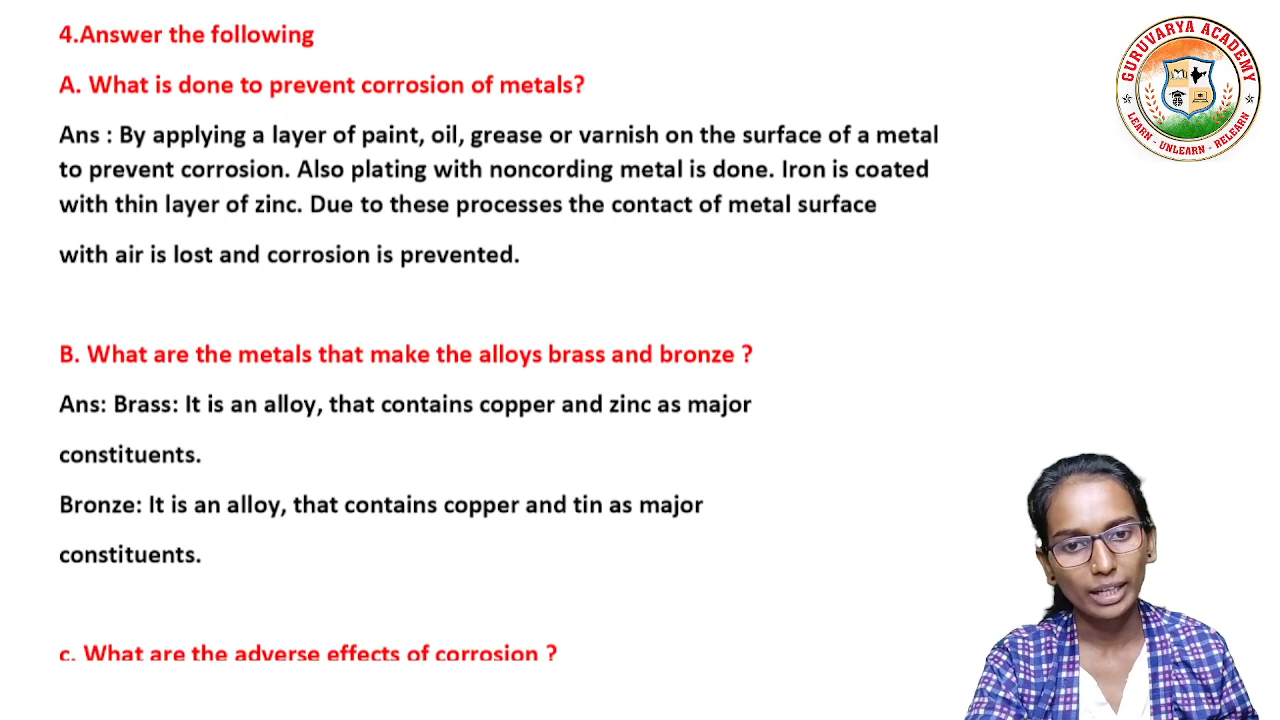 4.Answer the following
A. What is done to prevent corrosion of metals?
Ans : By applying a layer of paint, oil, grease or varnish on the surface of a metal
to prevent corrosion. Also plating with noncording metal is done. Iron is coated
with thin layer of zinc. Due to these processes the contact of metal surface
with air is lost and corrosion is prevented.
B. What are the metals that make the alloys brass and bronze ?
Ans: Brass: It is an alloy, that contains copper and zinc as major
constituents.
Bronze: It is an alloy, that contains copper and tin as major
constituents.
c. What are the adverse effects of corrosion ?
GURUVARYA ACADEMY
LEARN - UNLEARN - RELEARN